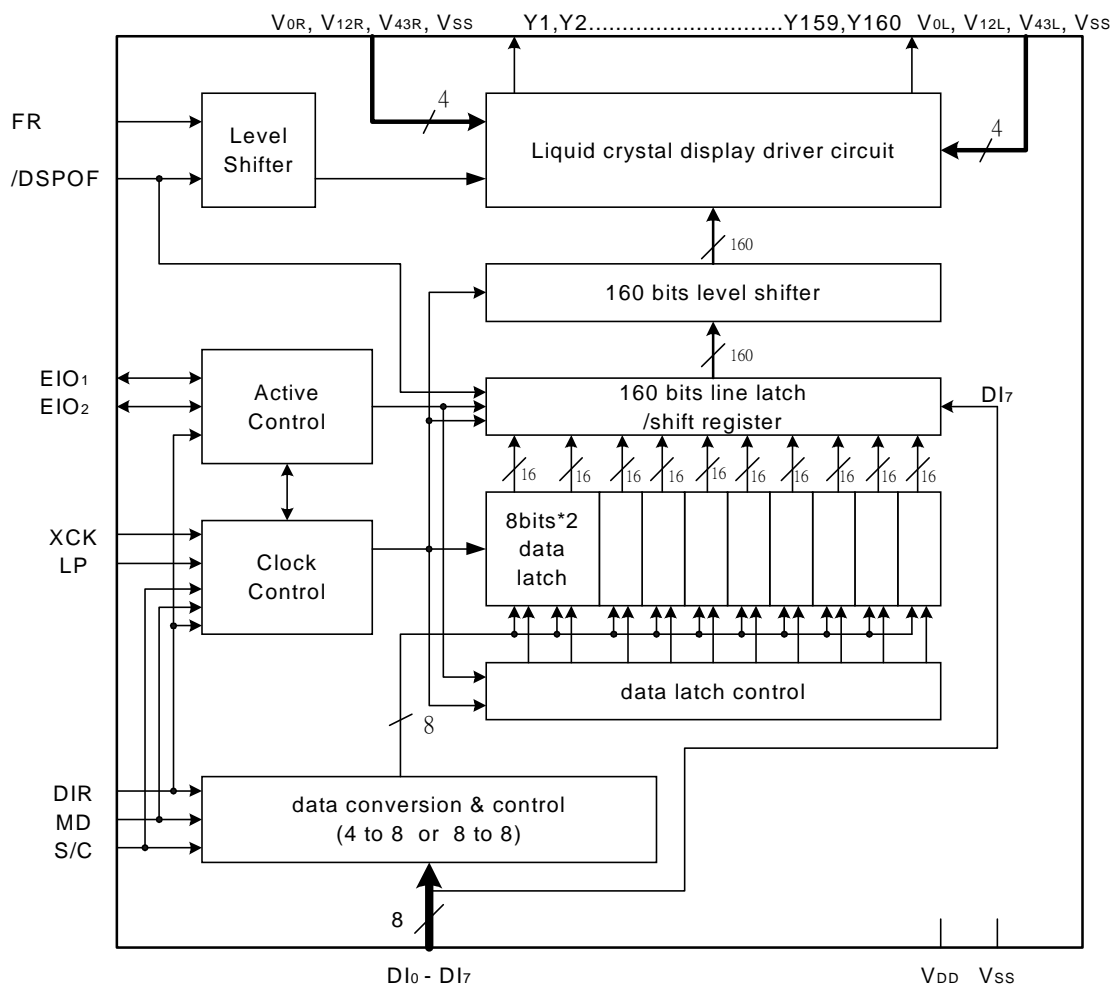 V0R, V12R, V43R, VSS
Y1,Y2.............................Y159,Y160
V0L, V12L, V43L, VSS
4
FR
Level
Shifter
Liquid crystal display driver circuit
4
/DSPOF
160
160 bits level shifter
160
EIO1
EIO2
Active
Control
160 bits line latch
/shift register
DI7
16 16 16 16 16 16 16 16 16 16
XCK
LP
Clock
Control
8bits*2
data
latch
data latch control
8
DIR
MD
S/C
data conversion & control
(4 to 8 or 8 to 8)
8
DI0 - DI7
VDD
VSS